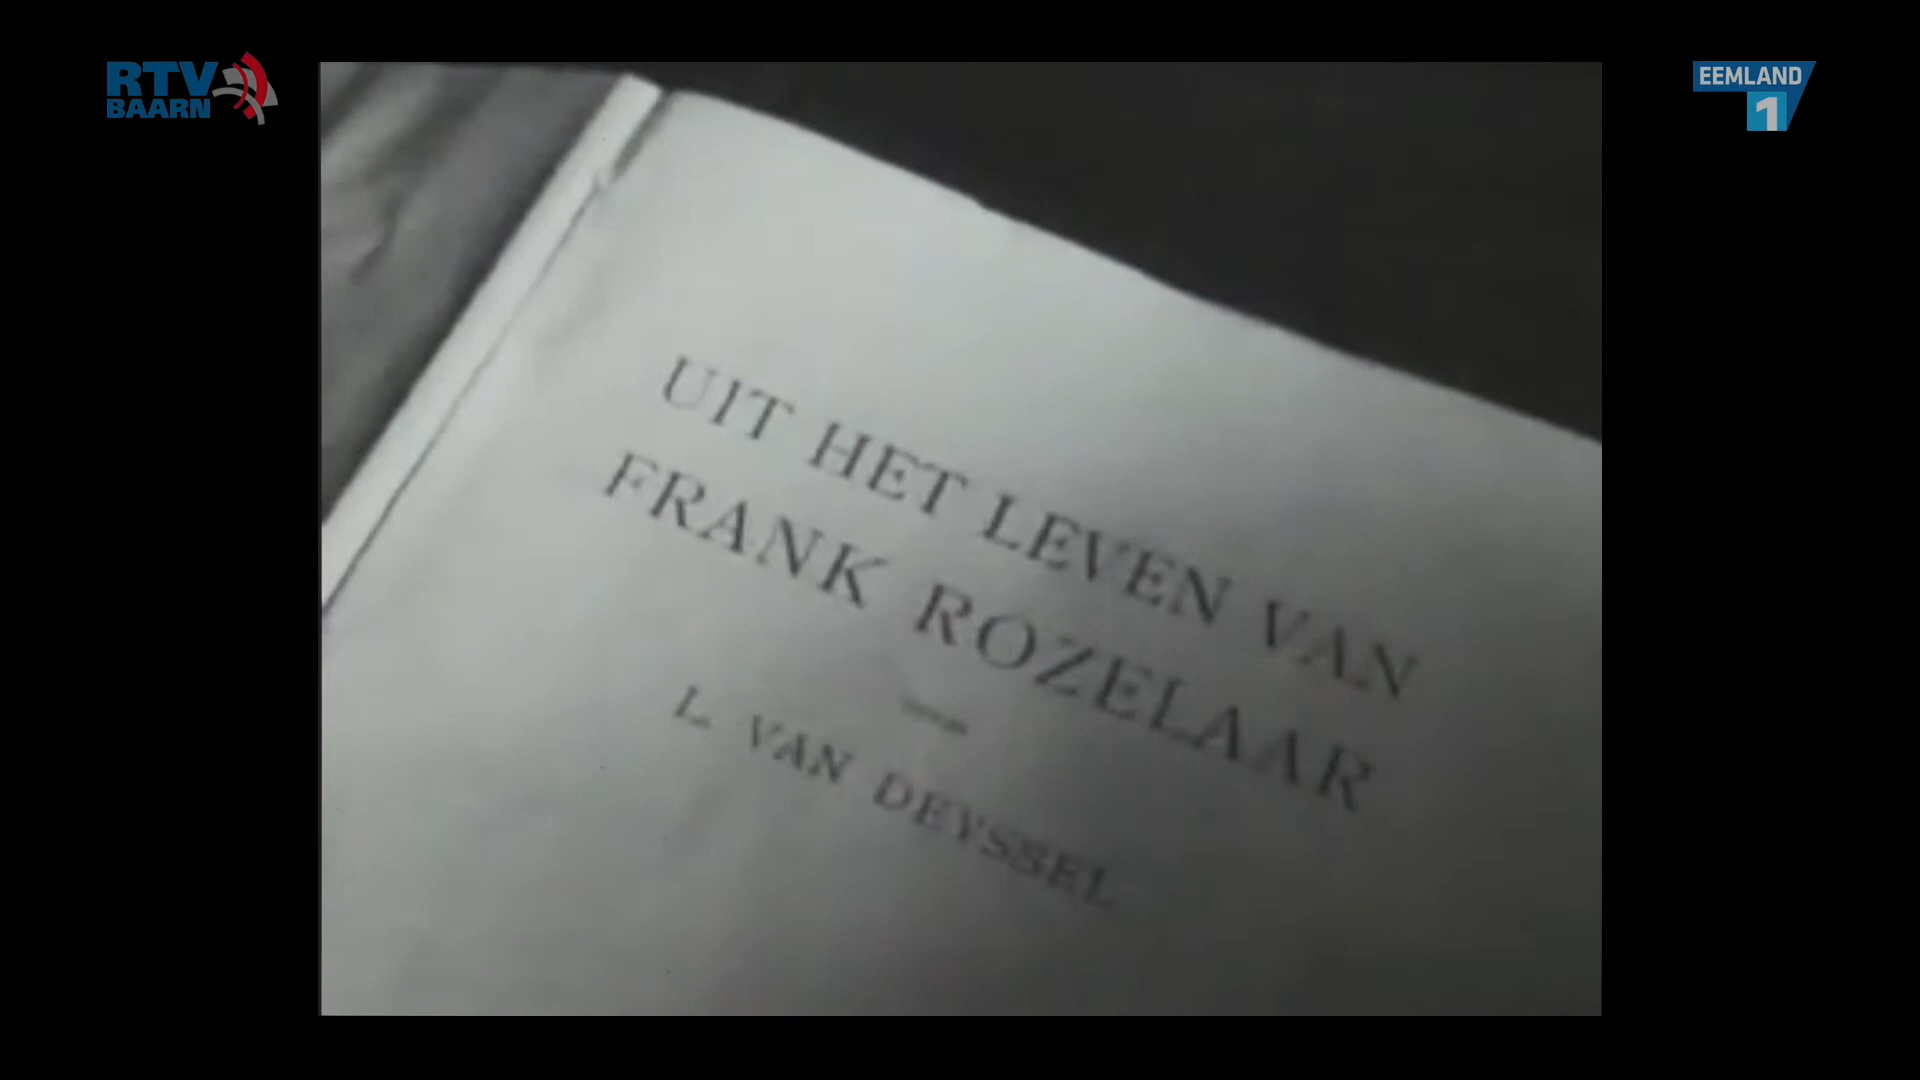 RTV
BAARN
EEMLAND
1
UIT HET LEVEN VAN
FRANK ROZELAAR
L. VAN DEYSSEL